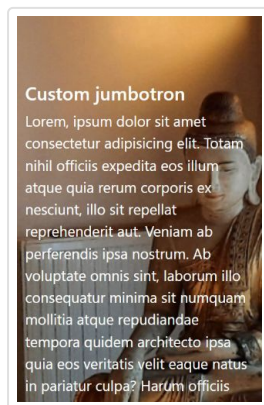 Custom jumbotron
Lorem, ipsum dolor sit amet
consectetur adipisicing elit. Totam
nihil officiis expedita eos illum
atque quia rerum corporis ex
nesciunt, illo sit repellat
reprehenderit aut. Veniam ab
perferendis ipsa nostrum. Ab
voluptate omnis sint, laborum illo
consequatur minima sit numquam
mollitia atque repudiandae
tempora quidem architecto ipsa
quia eos veritatis velit eaque natus
in pariatur culpa? Harum officiis